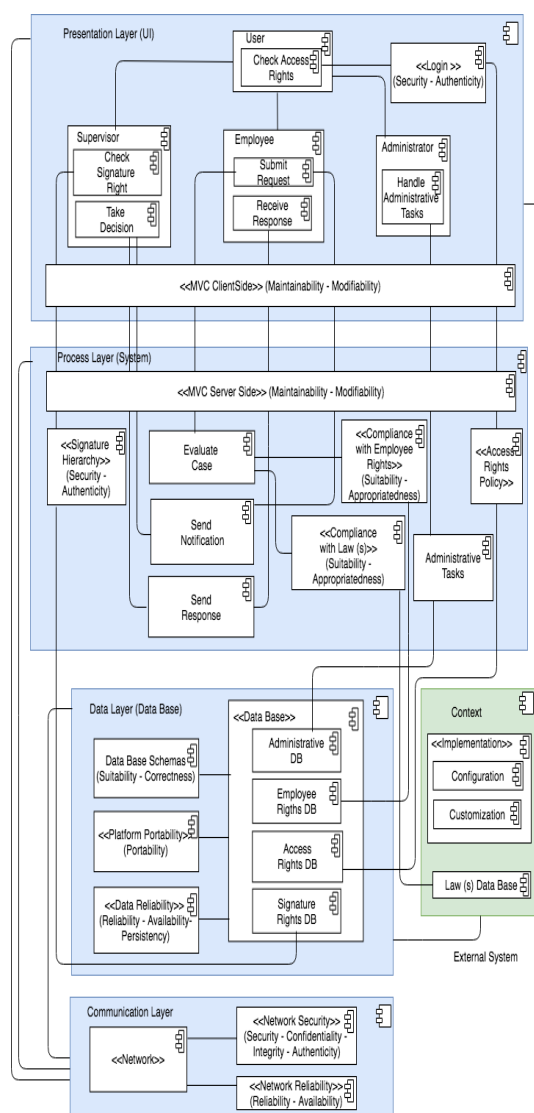 Presentation Layer (UI)
User
Check Access
Rights
<<Login >>
(Security - Authenticity)
Supervisor
Check
Signature
Right
Take
Decision
Employee
Submit
Request
Receive
Response
Administrator
Handle
Administrative
Tasks
<<MVC ClientSide>> (Maintainability - Modifiability)
Process Layer (System)
<<MVC Server Side>> (Maintainability - Modifiability)
<<Signature
Hierarchy>>
(Security -
Authenticity)
Evaluate
Case
<<Compliance
with Employee
Rights>>
(Suitability -
Appropriatedness)
<<Access
Rights
Policy>>
Send
Notification
<<Compliance
with Law (s)>>
(Suitability -
Appropriatedness)
Administrative
Tasks
Send
Response
Data Layer (Data Base)
<<Data Base>>
Administrative
DB
Data Base Schemas
(Suitability - Correctness)
Employee
Rigths DB
<<Platform Portability>>
(Portability)
Access
Rights DB
<<Data Reliability>>
(Reliability - Availability-
Persistency)
Signature
Rights DB
Context
<<Implementation>>
Configuration
Customization
Law (s) Data Base
External System
Communication Layer
<<Network>>
<<Network Security>>
(Security - Confidentiality -
Integrity - Authenticity)
<<Network Reliability>>
(Reliability - Availability)